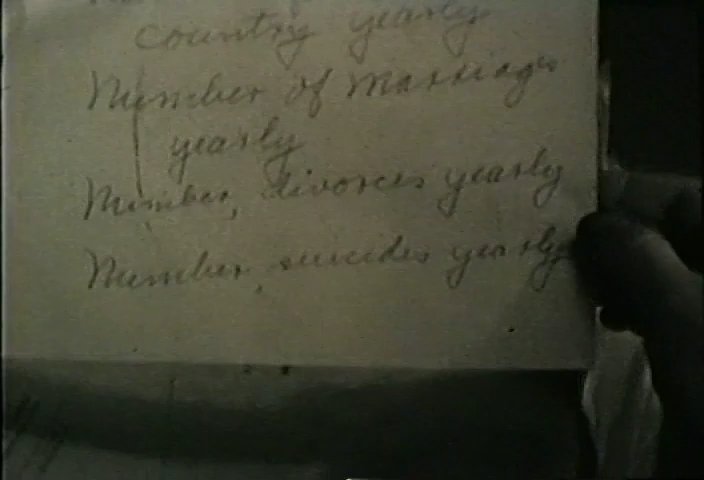 country yearly
Number of marriages
yearly
Number, divorces yearly
Number, suicides yearly